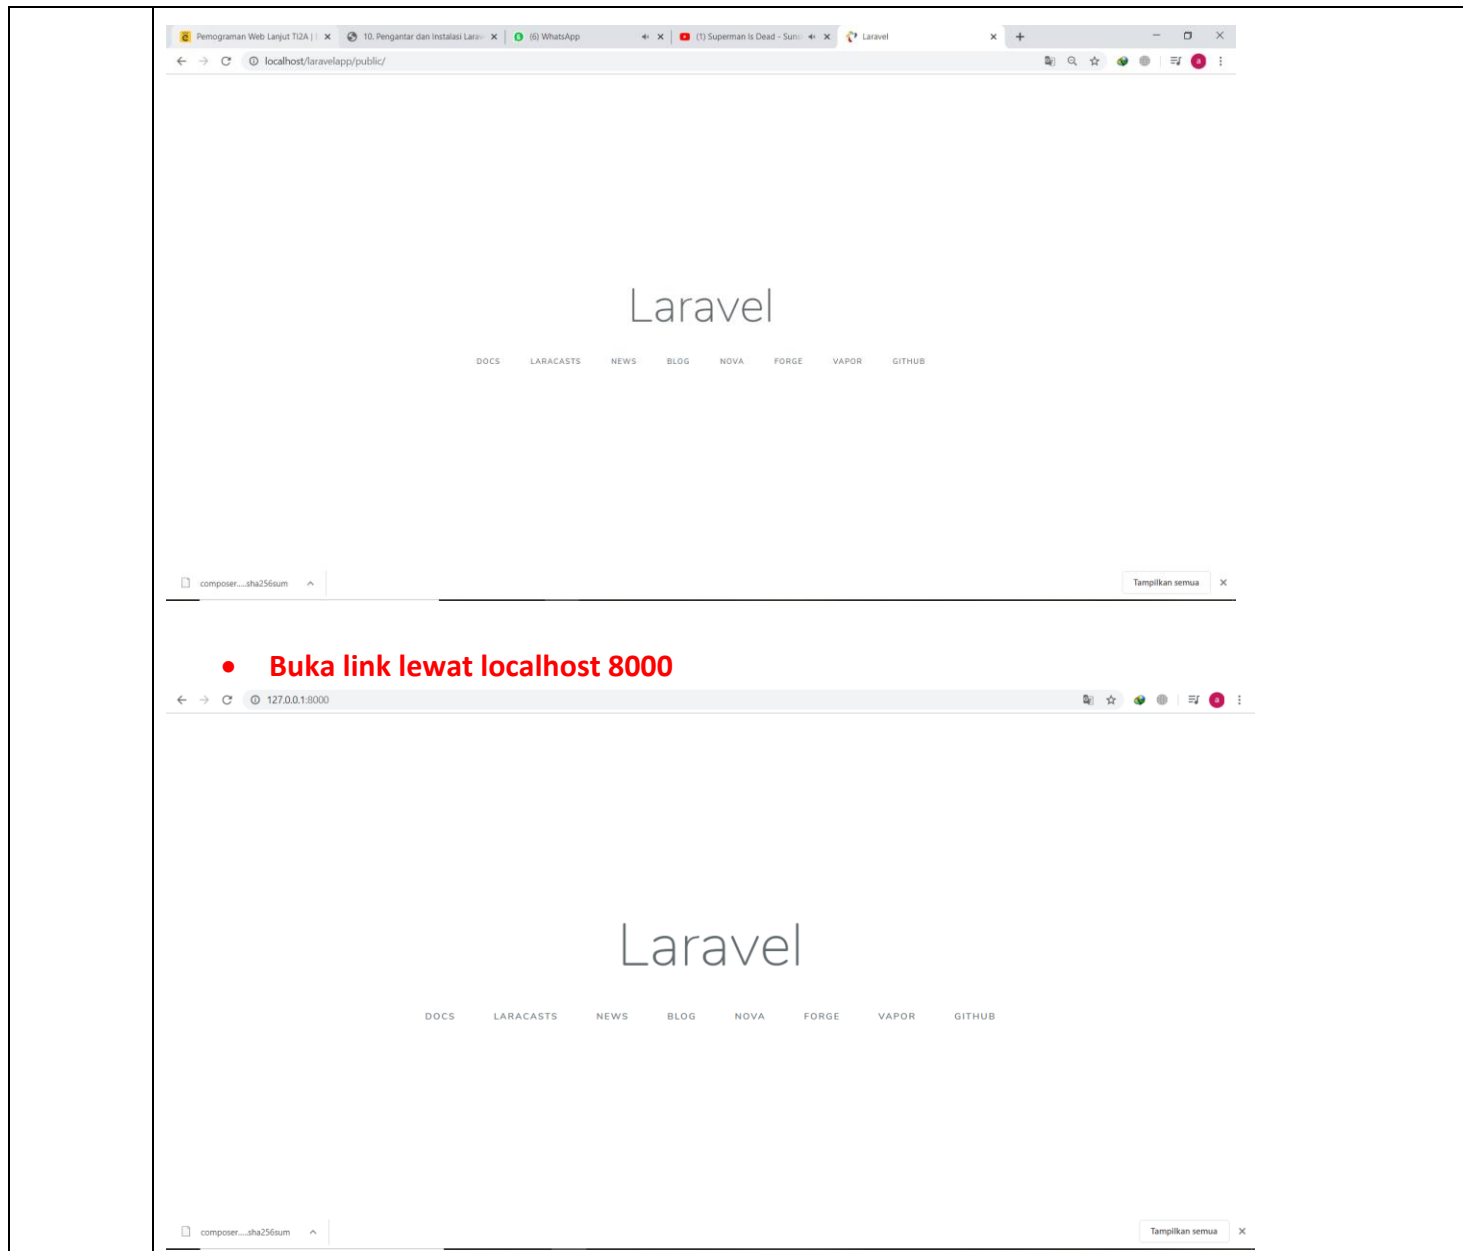 Pemograman Web Lanjut TI2A | 10. Pengantar dan Instalasi Larav (6) WhatsApp (1) Superman Is Dead - Sun Laravel
localhost/laravelapp/public/
Laravel
DOCS LARACASTS NEWS BLOG NOVA FORGE VAPOR GITHUB
composer....sha256sum Tampilkan semua
• Buka link lewat localhost 8000
127.0.0.1:8000
Laravel
DOCS LARACASTS NEWS BLOG NOVA FORGE VAPOR GITHUB
composer....sha256sum Tampilkan semua